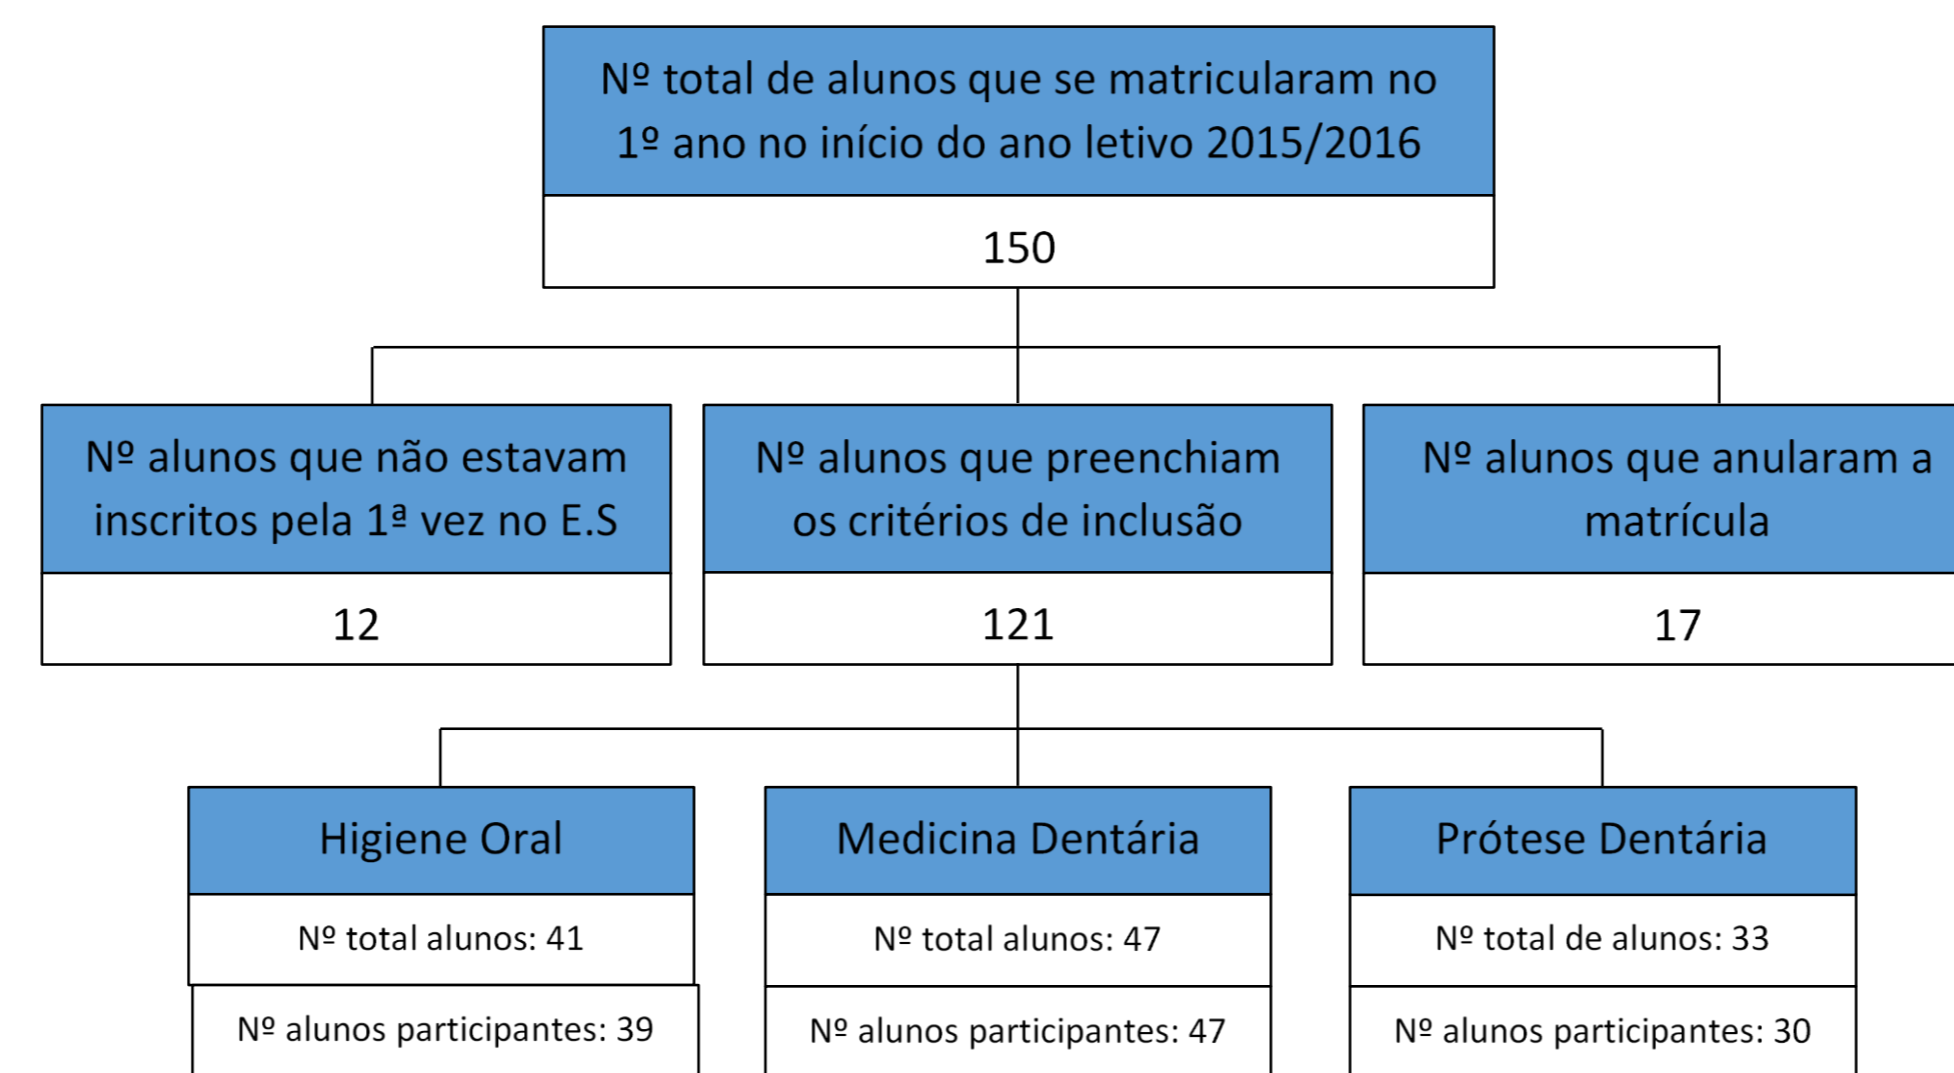 Nº total de alunos que se matricularam no
1º ano no início do ano letivo 2015/2016
150
Nº alunos que não estavam
inscritos pela 1ª vez no E.S
12
Nº alunos que preenchiam
os critérios de inclusão
121
Nº alunos que anularam a
matrícula
17
Higiene Oral
Nº total alunos: 41
Nº alunos participantes: 39
Medicina Dentária
Nº total alunos: 47
Nº alunos participantes: 47
Prótese Dentária
Nº total de alunos: 33
Nº alunos participantes: 30